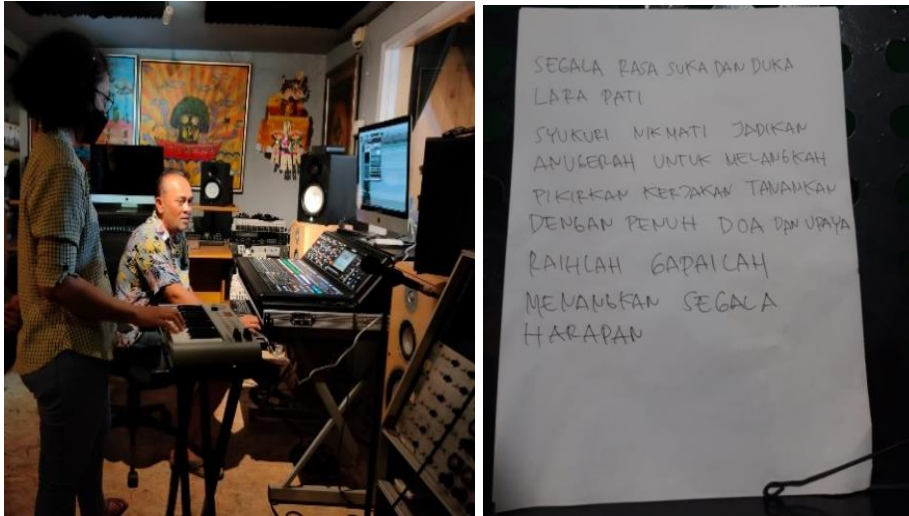 SEGALA RASA SUKA DAN DUKA
LARA PATI
SYUKURI NIKMATI JADIKAN
ANUGERAH UNTUK MELANGKAH
PIKIRKAN KERJAKAN TANAMKAN
DENGAN PENUH DOA DAN UPAYA
RAIHLAH GAPAILAH
MENANGKAN SEGALA
HARAPAN